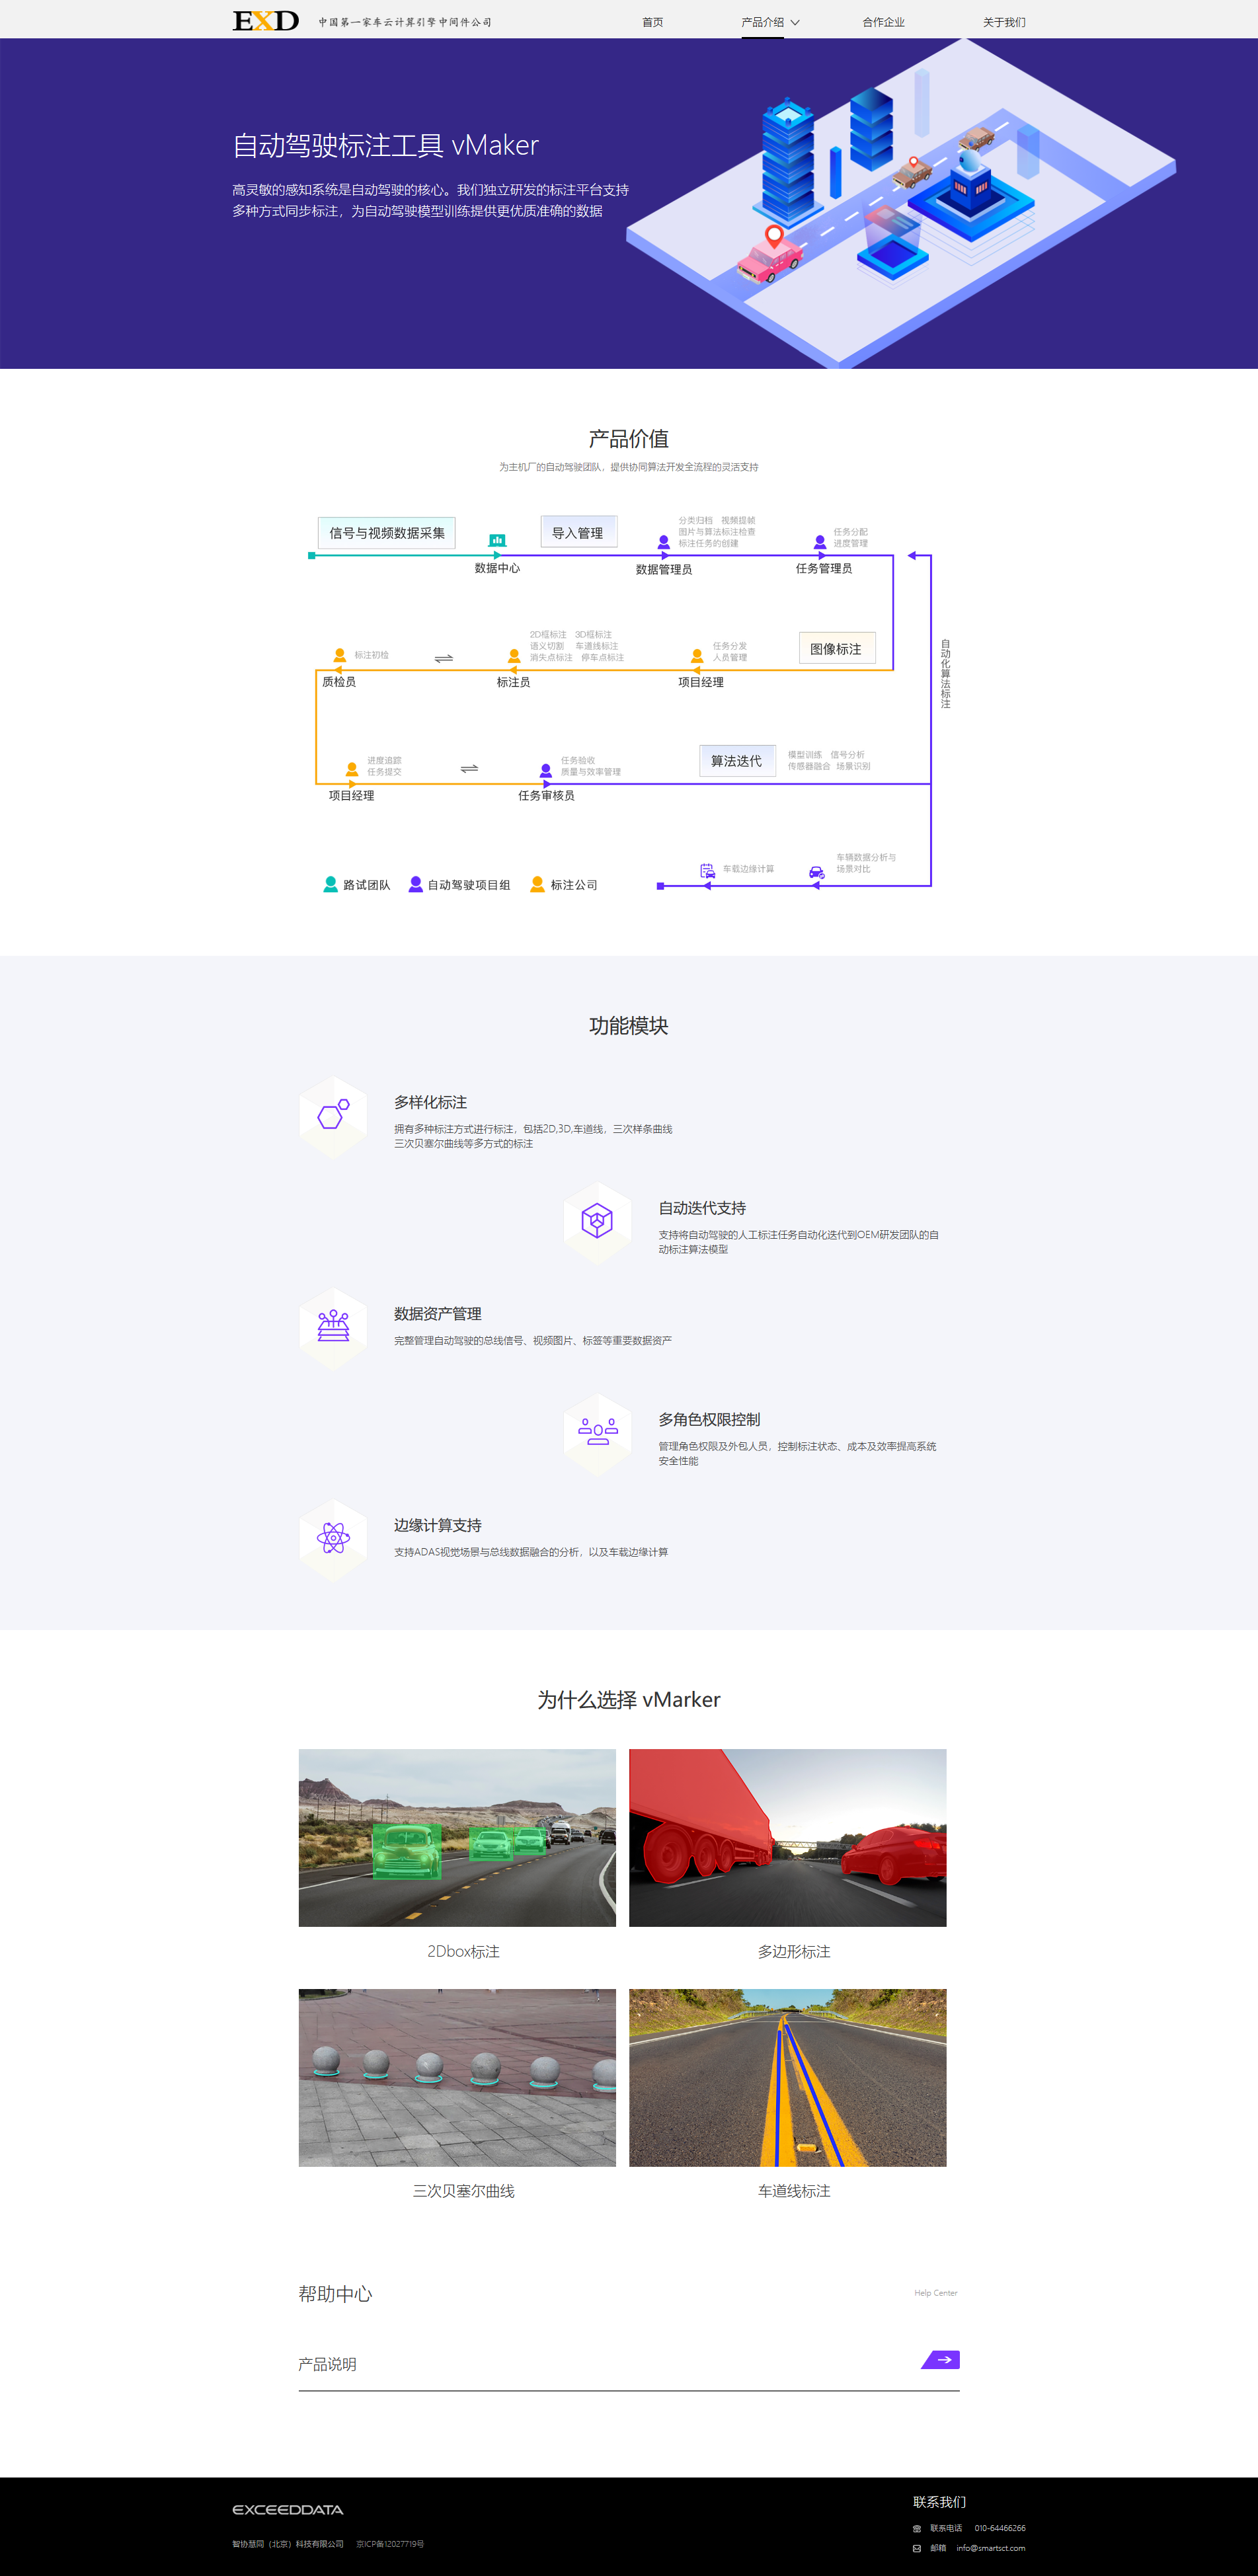 EXD
中国第一家车云计算引擎中间件公司
首页
产品介绍
合作企业
关于我们
自动驾驶标注工具 vMaker
高灵敏的感知系统是自动驾驶的核心。我们独立研发的标注平台支持
多种方式同步标注，为自动驾驶模型训练提供更优质准确的数据
产品价值
为主机厂的自动驾驶团队，提供协同算法开发全流程的灵活支持
信号与视频数据采集
数据中心
导入管理
分类归档 视频提帧
图片与算法标注检查
标注任务的创建
数据管理员
任务分配
进度管理
任务管理员
标注初检
质检员
2D框标注 3D框标注
语义切割 车道线标注
消失点标注 停车点标注
标注员
任务分发
人员管理
项目经理
图像标注
自动化算法标注
进度追踪
任务提交
项目经理
任务验收
质量与效率管理
任务审核员
算法迭代
模型训练 信号分析
传感器融合 场景识别
路试团队
自动驾驶项目组
标注公司
车载边缘计算
车辆数据分析与
场景对比
功能模块
多样化标注
拥有多种标注方式进行标注，包括2D,3D,车道线，三次样条曲线
三次贝塞尔曲线等多方式的标注
自动迭代支持
支持将自动驾驶的人工标注任务自动化迭代到OEM研发团队的自
动标注算法模型
数据资产管理
完整管理自动驾驶的总线信号、视频图片、标签等重要数据资产
多角色权限控制
管理角色权限及外包人员，控制标注状态、成本及效率提高系统
安全性能
边缘计算支持
支持ADAS视觉场景与总线数据融合的分析，以及车载边缘计算
为什么选择 vMarker
2Dbox标注
多边形标注
三次贝塞尔曲线
车道线标注
帮助中心
Help Center
产品说明
EXCEEDDATA
智协慧同（北京）科技有限公司 京ICP备12027719号
联系我们
联系电话 010-64466266
邮箱 info@smartsct.com